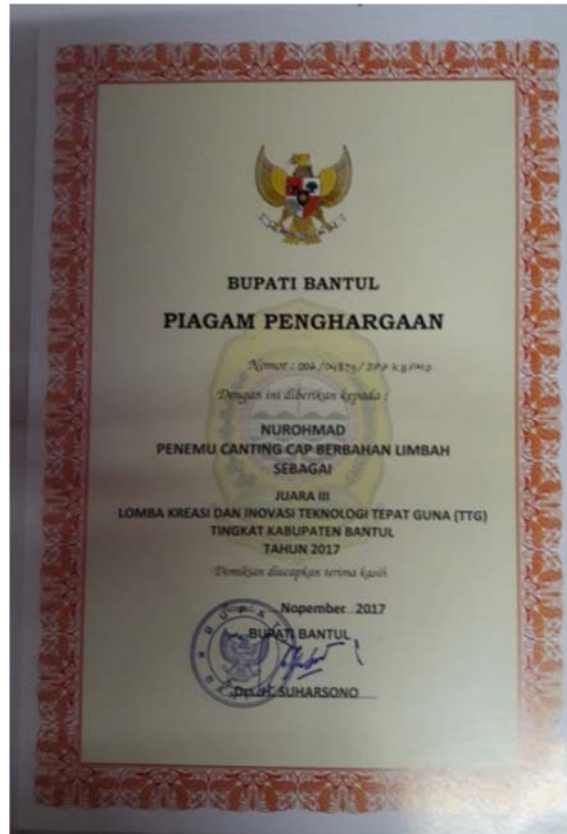 BUPATI BANTUL
PIAGAM PENGHARGAAN
Nomor :
Dengan ini diberikan kepada :
NUROHMAD
PENEMU CANTING CAP BERBAHAN LIMBAH
SEBAGAI
JUARA III
LOMBA KREASI DAN INOVASI TEKNOLOGI TEPAT GUNA (TTG)
TINGKAT KABUPATEN BANTUL
TAHUN 2017
Demikian diucapkan terima kasih
Nopember 2017
BUPATI BANTUL
Drs. H. SUHARSONO